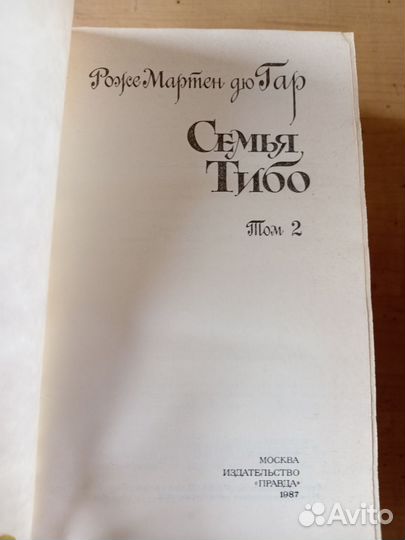 Роже Мартен дю Гар
Семья
Тибо
Том 2
МОСКВА
ИЗДАТЕЛЬСТВО
«ПРАВДА»
1987
Avito